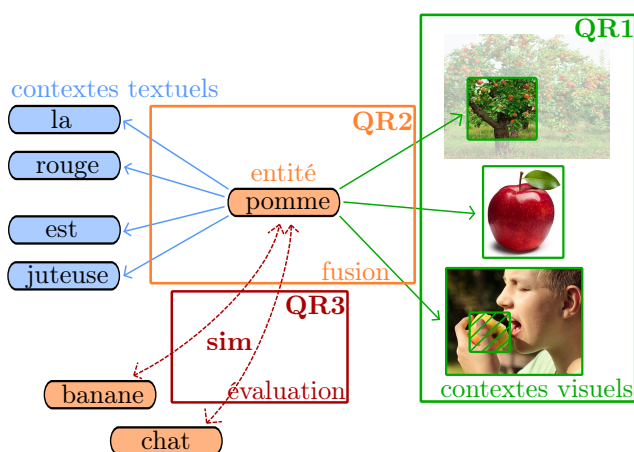 QR1
contextes textuels
la
QR2
rouge
entité
pomme
est
juteuse
fusion
QR3
sim
banane
évaluation
contextes visuels
chat